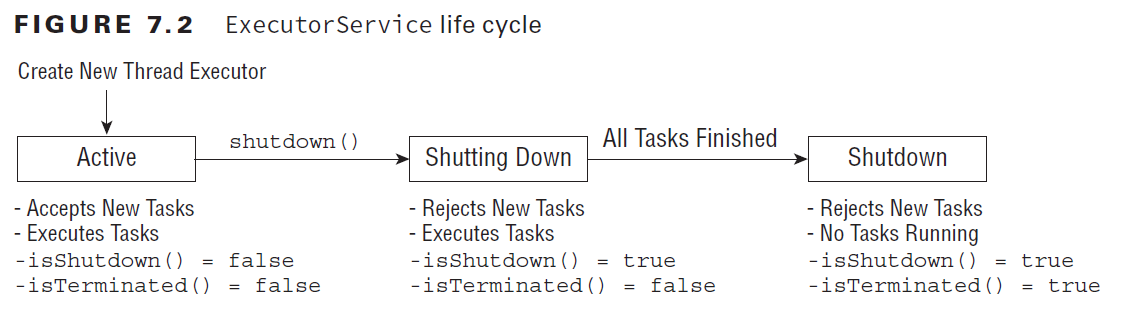 FIGURE 7.2 ExecutorService life cycle
Create New Thread Executor
Active
shutdown()
Shutting Down
All Tasks Finished
Shutdown
- Accepts New Tasks
- Executes Tasks
-isShutdown() = false
-isTerminated() = false
- Rejects New Tasks
- Executes Tasks
-isShutdown() = true
-isTerminated() = false
- Rejects New Tasks
- No Tasks Running
-isShutdown() = true
-isTerminated() = true